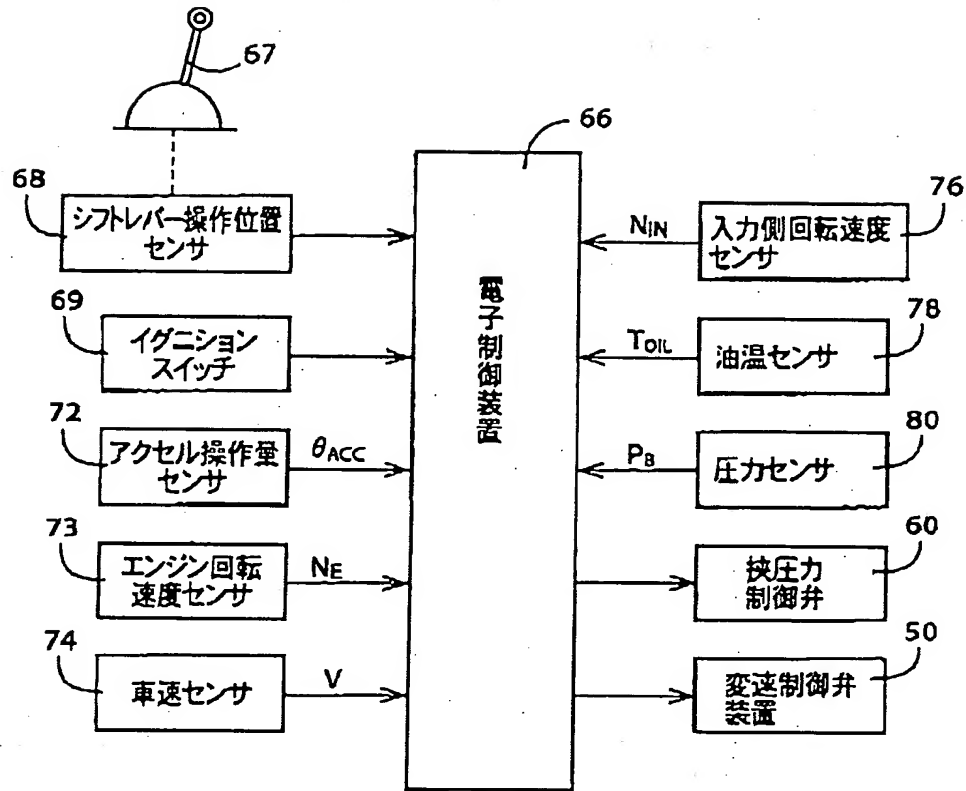 67
66
68
シフトレバー操作位置
センサ
69
イグニション
スイッチ
72
アクセル操作量
センサ
θACC
73
エンジン回転
速度センサ
NE
74
車速センサ
V
電子制御装置
76
NIN
入力側回転速度
センサ
78
TOIL
油温センサ
80
PB
圧力センサ
60
挟圧力
制御弁
50
変速制御弁
装置